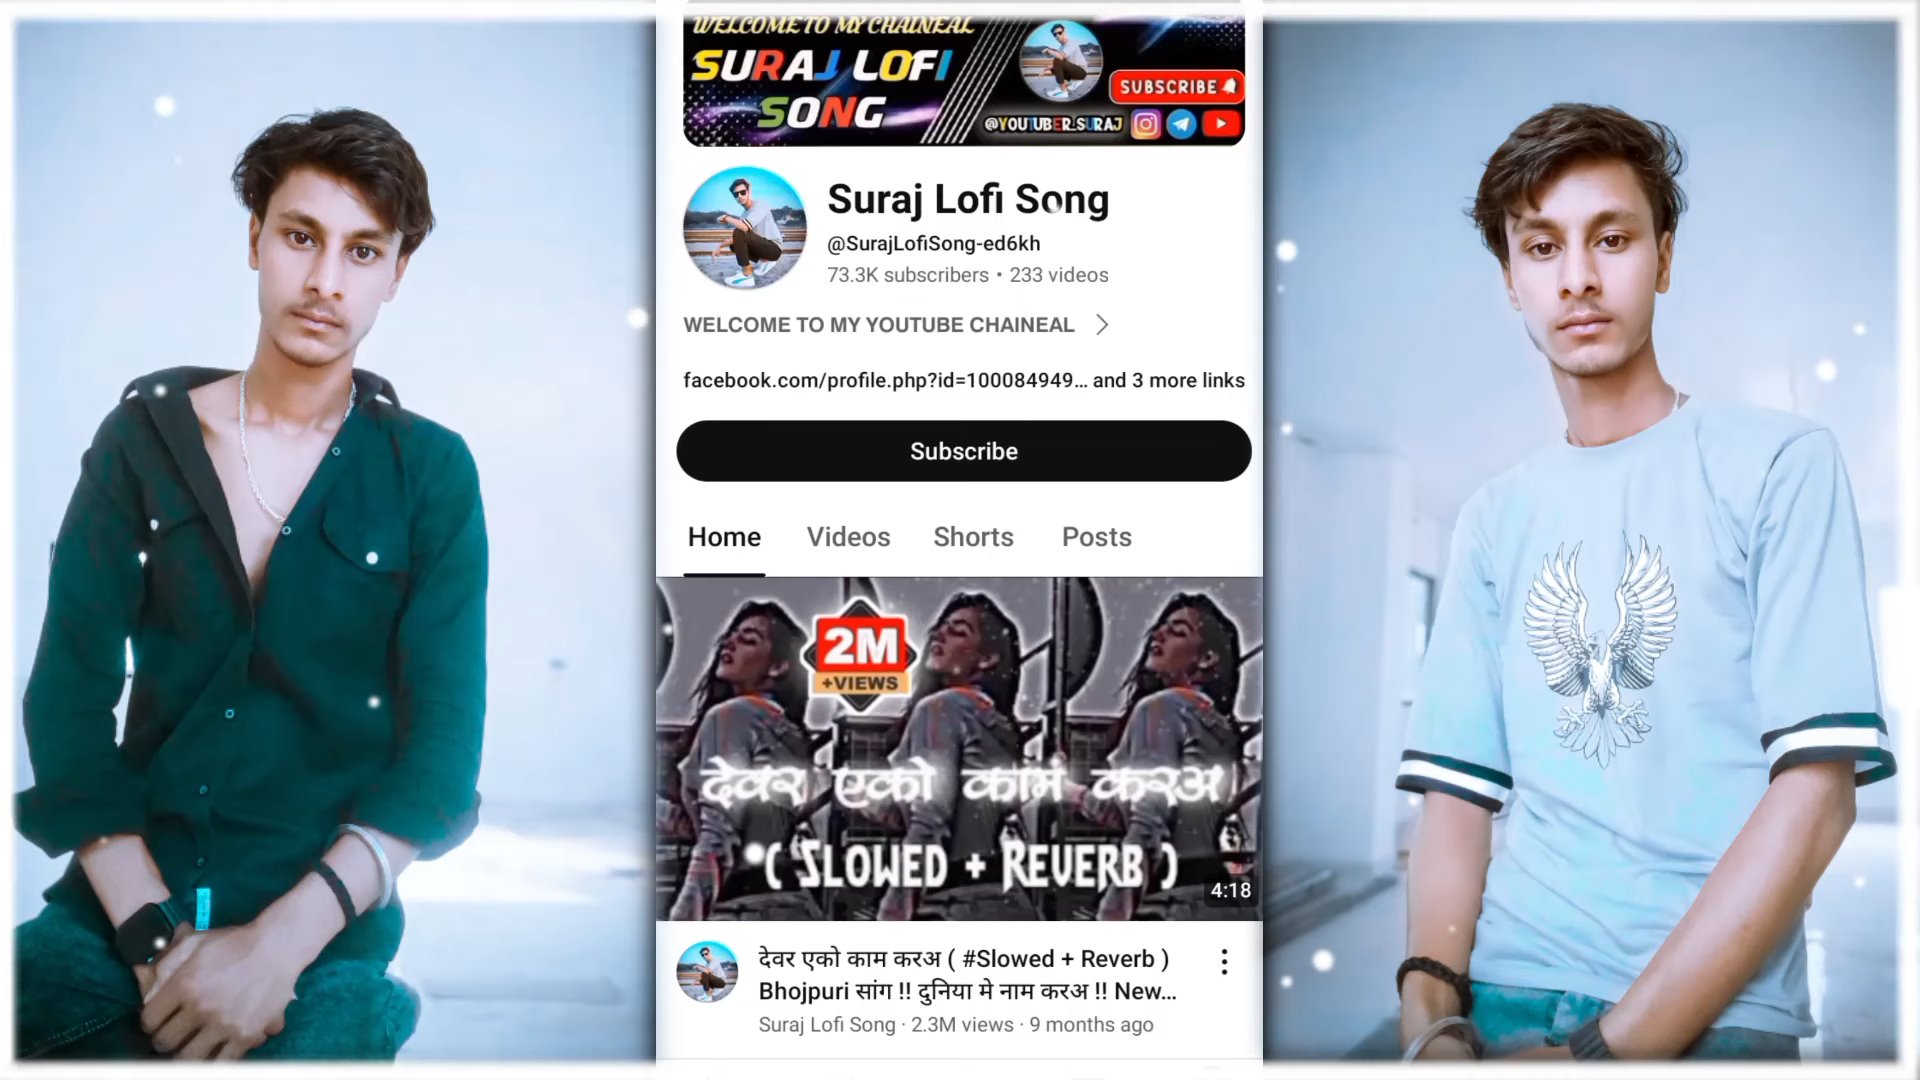 WELCOME TO MY CHAINEAL
SURAJ LOFI
SONG
SUBSCRIBE
@YOUTUBER_SURAJ
Suraj Lofi Song
@SurajLofiSong-ed6kh
73.3K subscribers • 233 videos
WELCOME TO MY YOUTUBE CHAINEAL
facebook.com/profile.php?id=100084949... and 3 more links
Subscribe
Home Videos Shorts Posts
2M
+VIEWS
देवर एको काम करअ
( SLOWED + REVERB )
4:18
देवर एको काम करअ ( #Slowed + Reverb )
Bhojpuri सांग !! दुनिया मे नाम करअ !! New...
Suraj Lofi Song · 2.3M views · 9 months ago